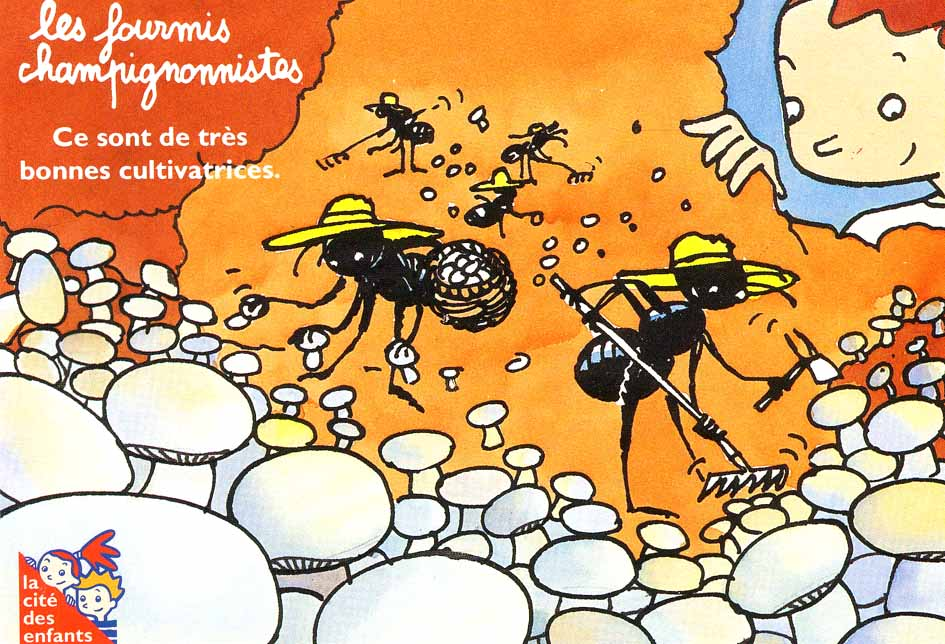 les fourmis
champignonnistes
Ce sont de très
bonnes cultivatrices.
la
cité
des
enfants